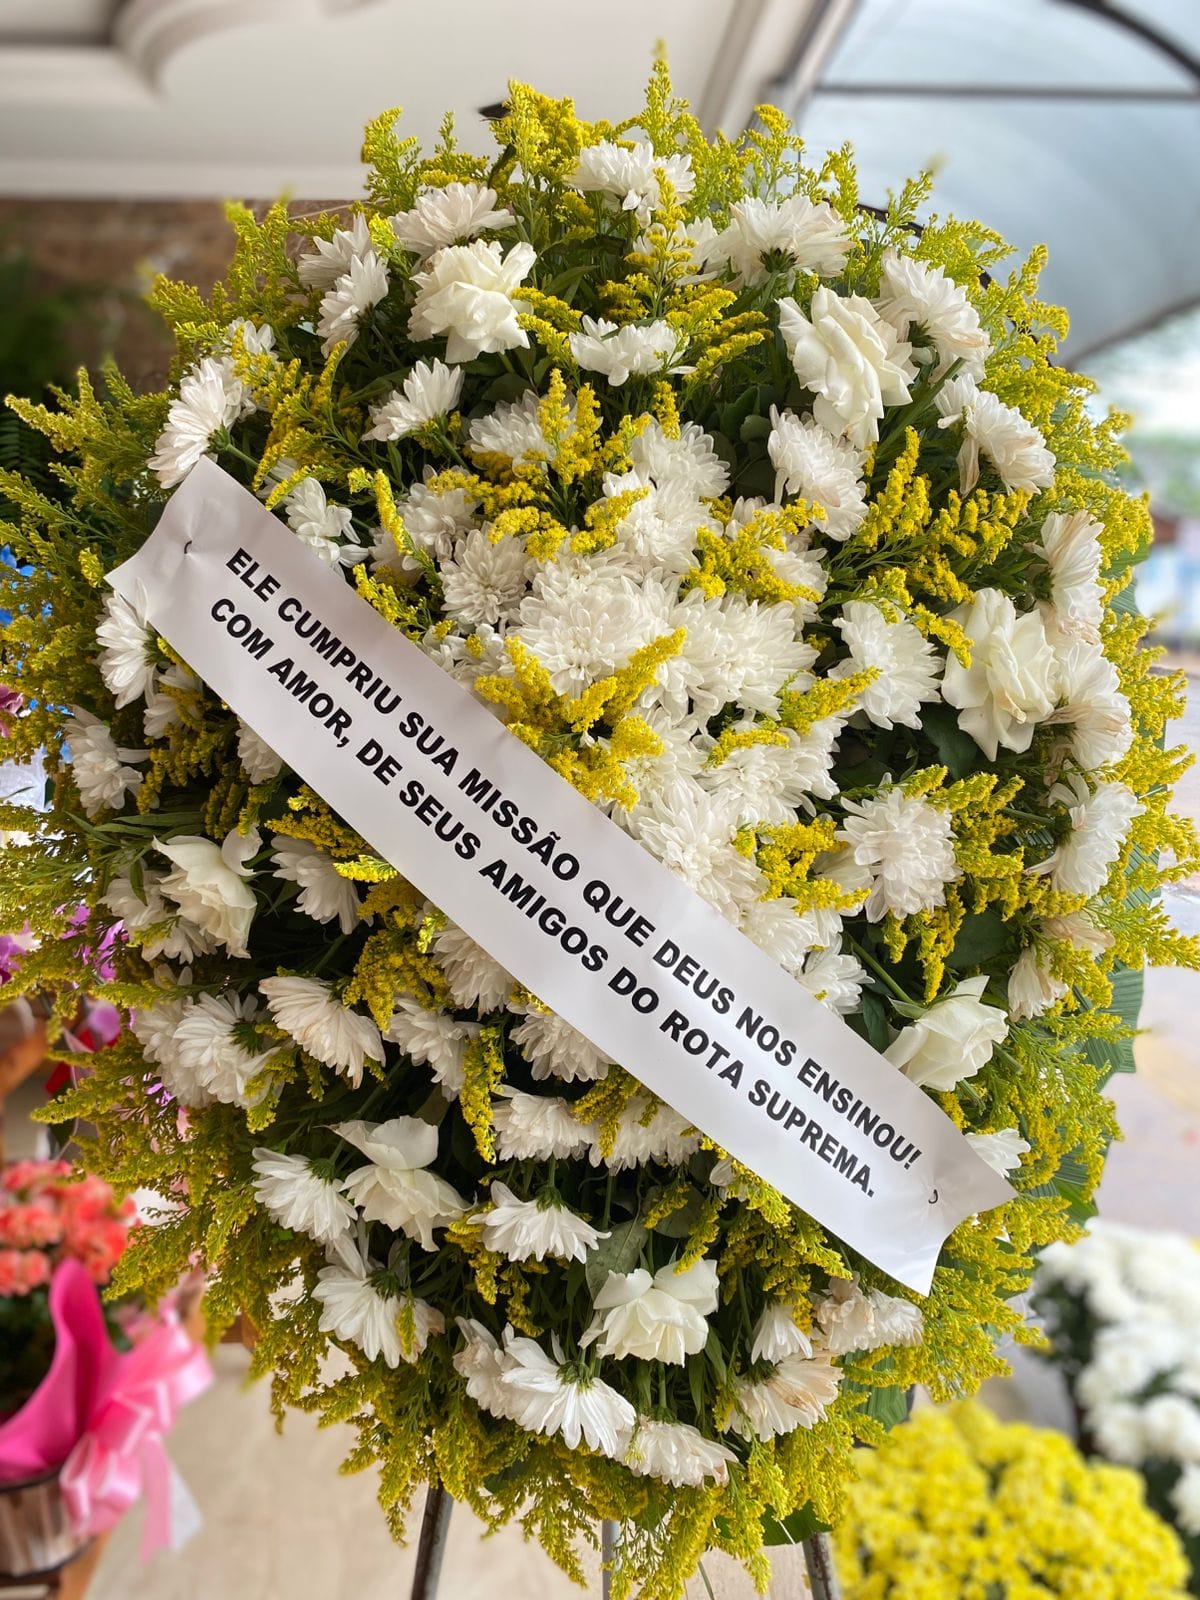 ELE CUMPRIU SUA MISSÃO QUE DEUS NOS ENSINOU!
COM AMOR, DE SEUS AMIGOS DO ROTA SUPREMA.